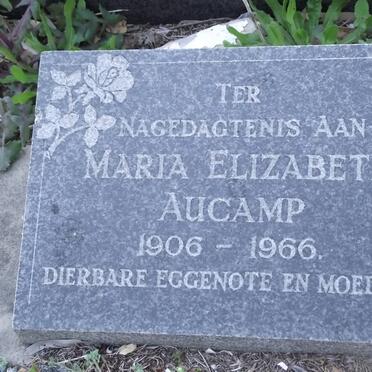 TER
NAGEDAGTENIS AAN
MARIA ELIZABET
AUCAMP
1906 – 1966.
DIERBARE EGGENOTE EN MOED